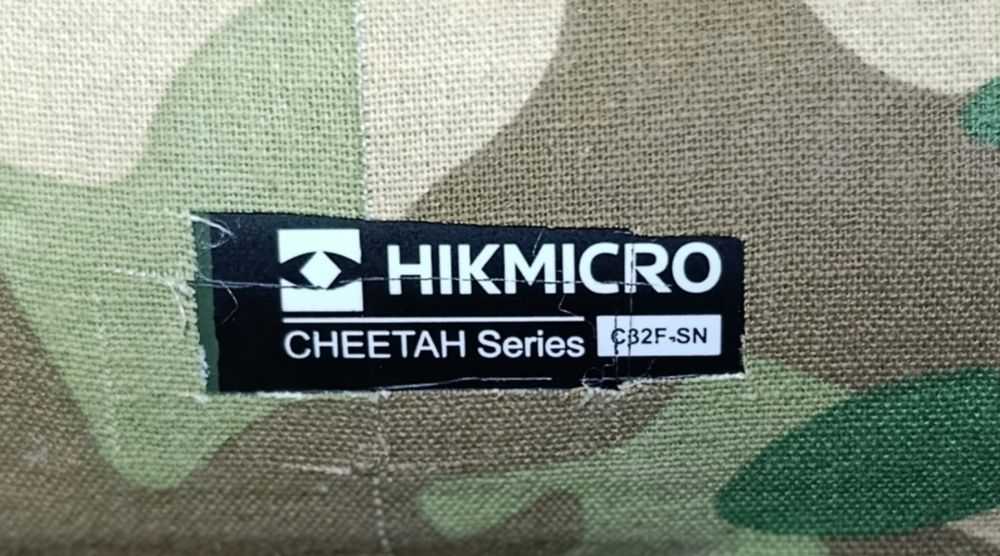 HIKMICRO
CHEETAH Series
C32F-SN